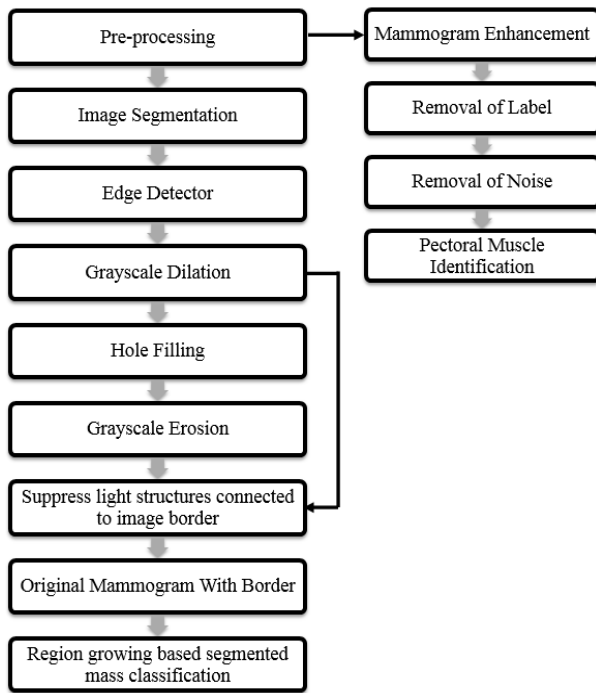 Pre-processing
Image Segmentation
Edge Detector
Grayscale Dilation
Hole Filling
Grayscale Erosion
Suppress light structures connected
to image border
Original Mammogram With Border
Region growing based segmented
mass classification
Mammogram Enhancement
Removal of Label
Removal of Noise
Pectoral Muscle
Identification